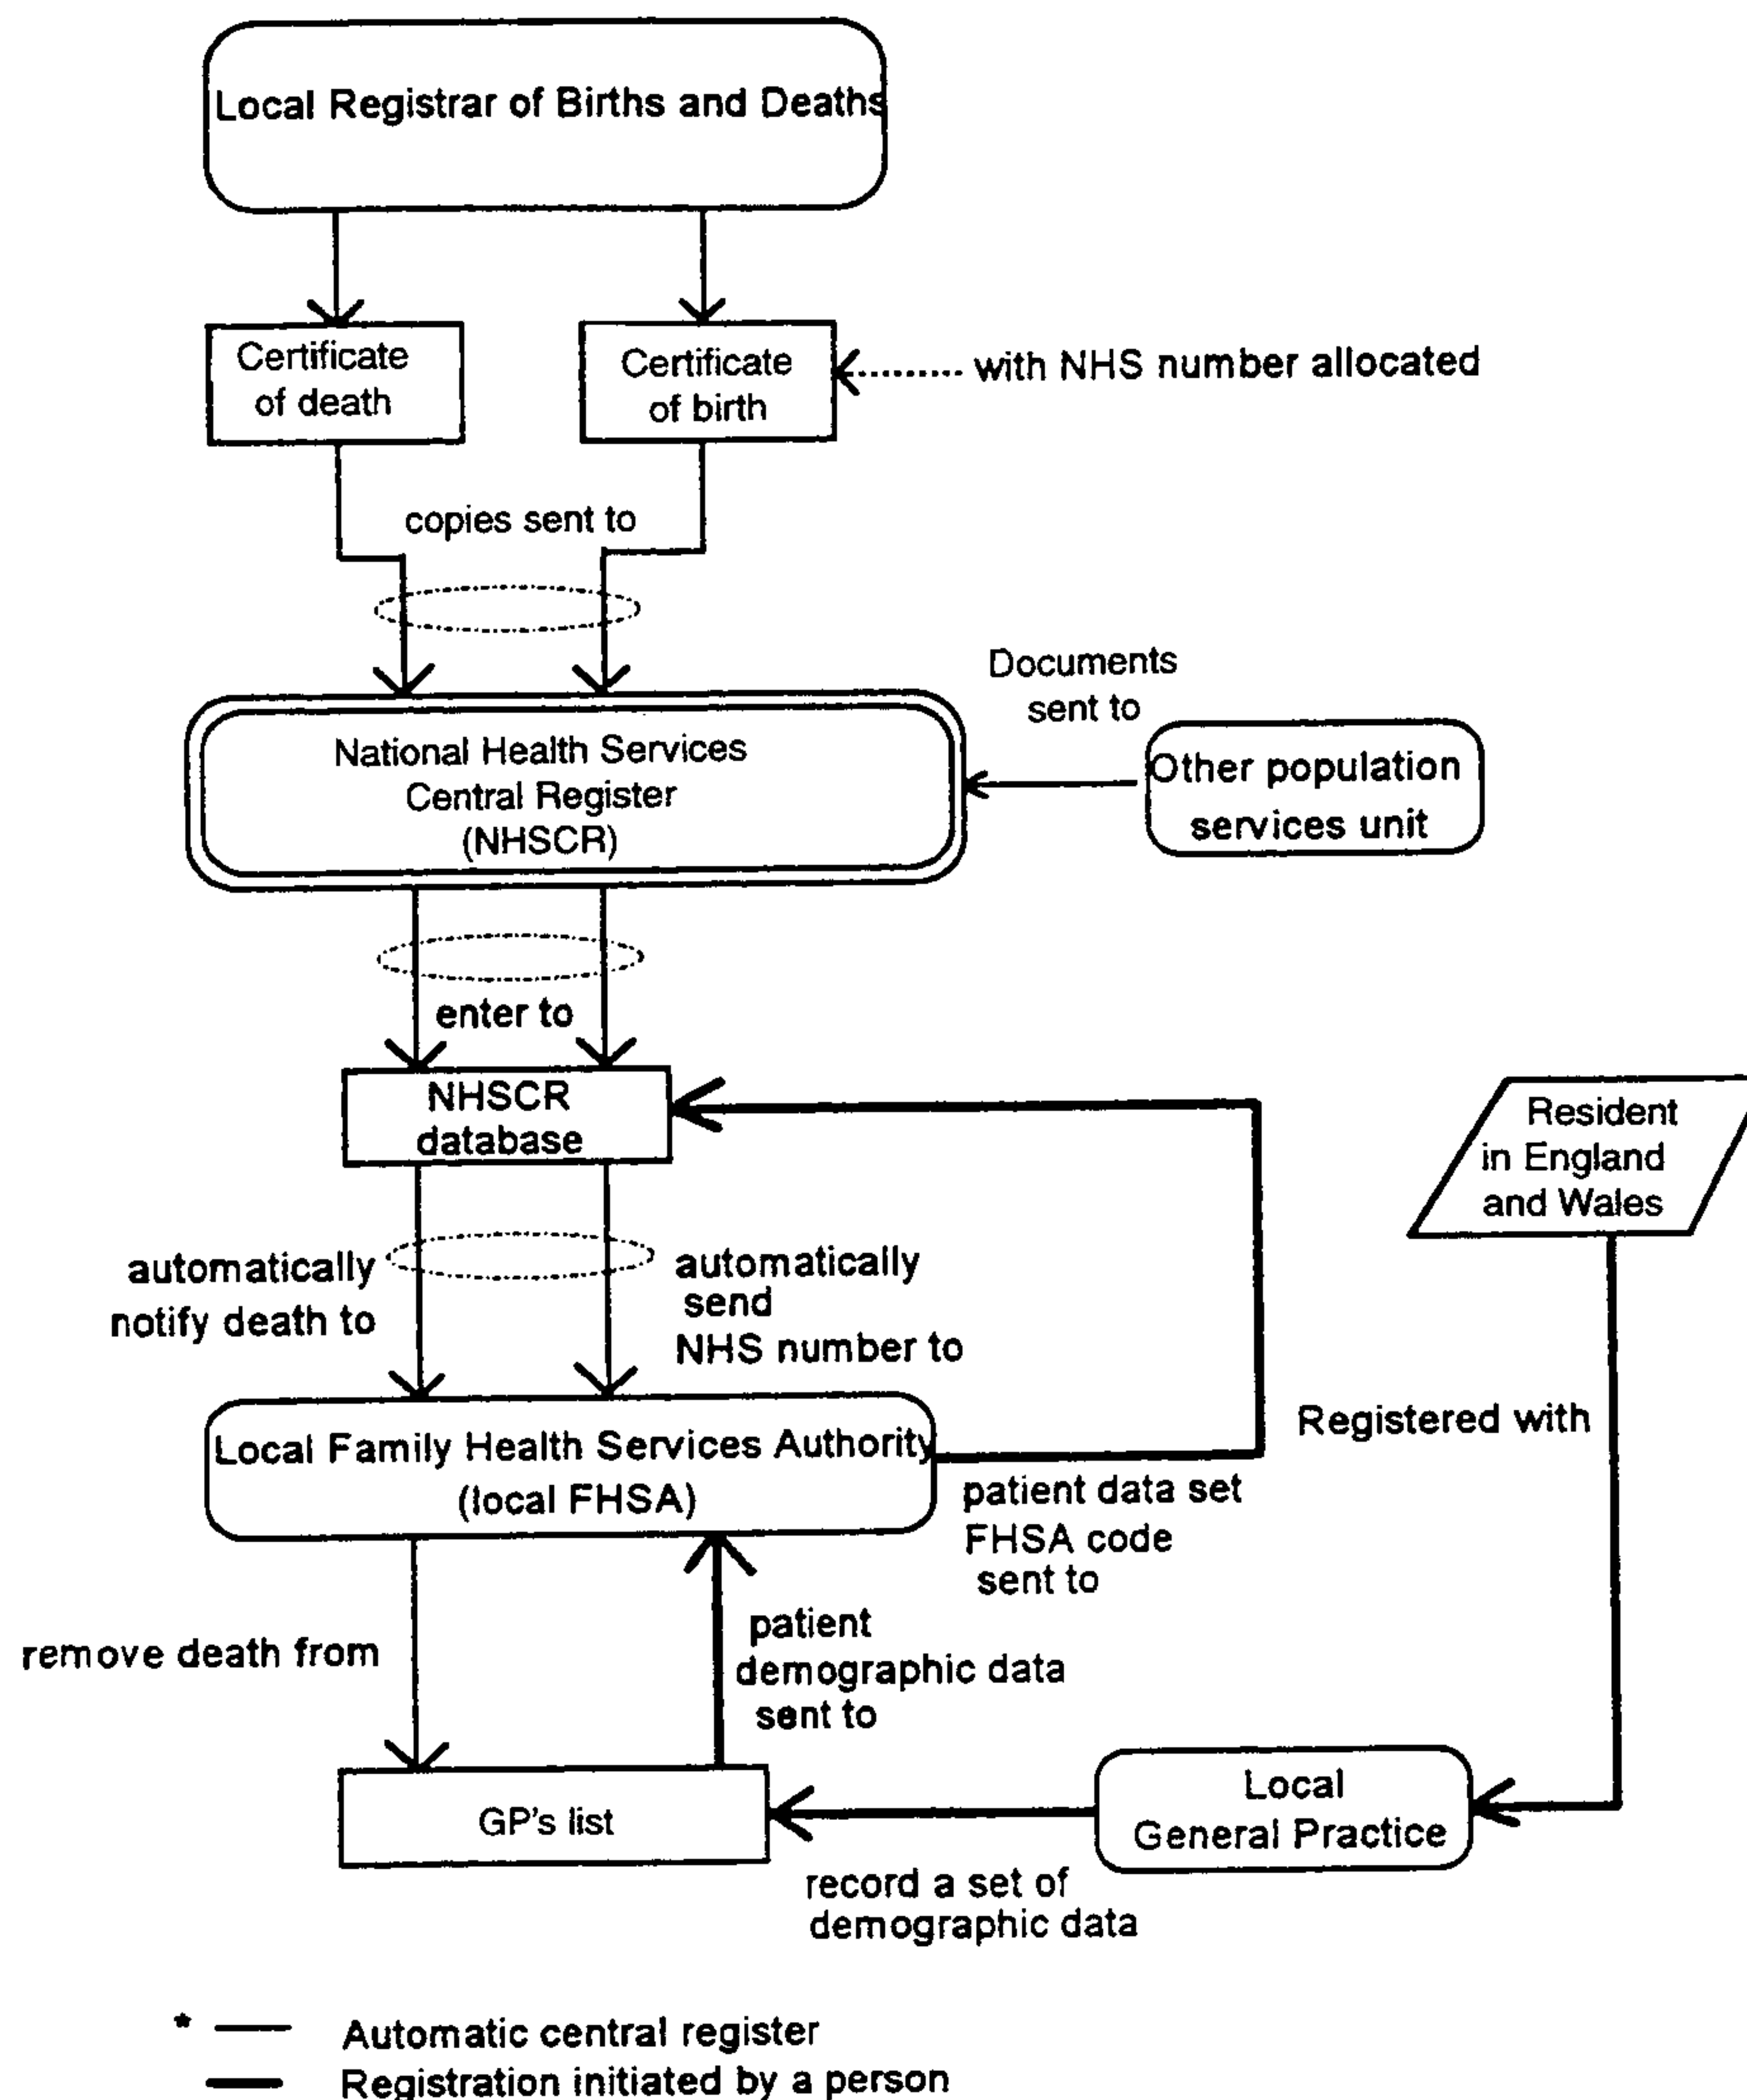 Local Registrar of Births and Deaths
Certificate
of death
Certificate
of birth
with NHS number allocated
copies sent to
Documents
sent to
National Health Services
Central Register
(NHSCR)
Other population
services unit
enter to
NHSCR
database
Resident
in England
and Wales
automatically
notify death to
automatically
send
NHS number to
Local Family Health Services Authority
(local FHSA)
Registered with
patient data set
FHSA code
sent to
remove death from
patient
demographic data
sent to
GP's list
Local
General Practice
record a set of
demographic data
* — Automatic central register
— Registration initiated by a person